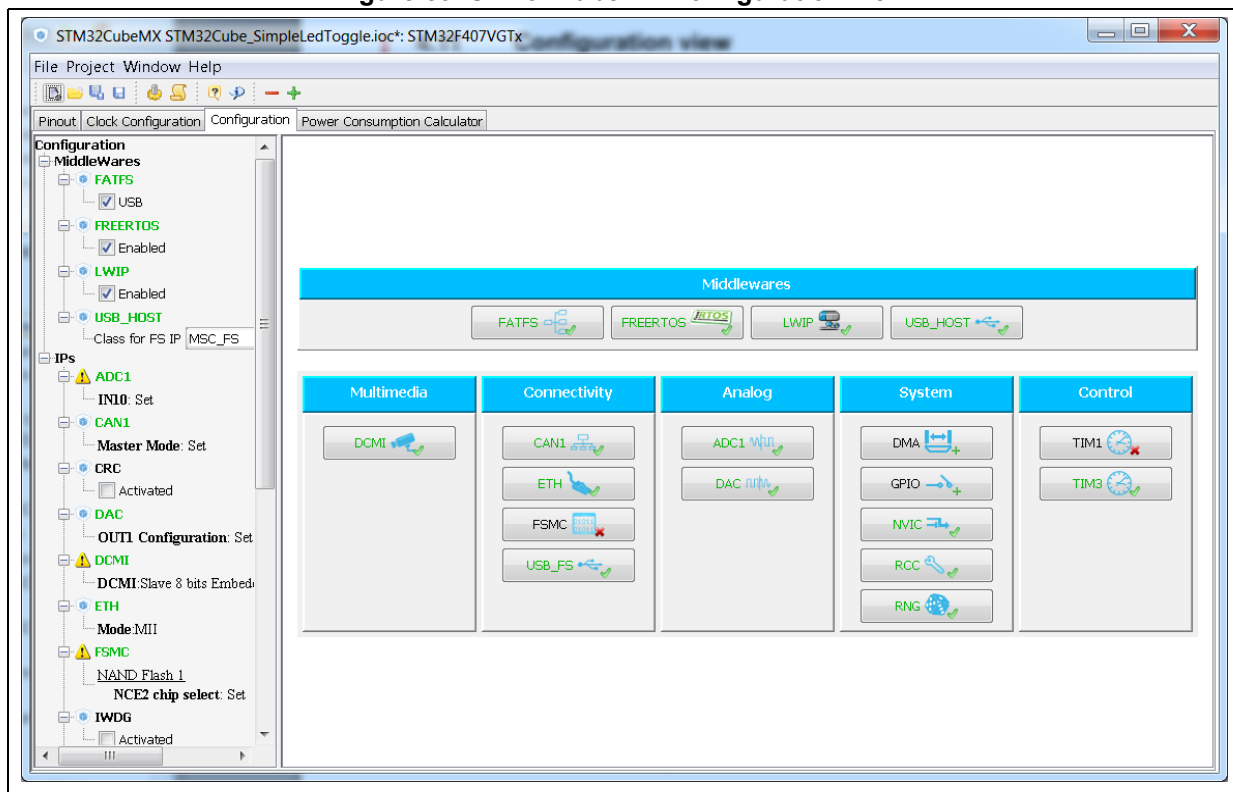 STM32CubeMX STM32Cube_SimpleLedToggle.ioc*: STM32F407VGTx
Configuration view
File Project Window Help
Pinout Clock Configuration Configuration Power Consumption Calculator
Configuration
MiddleWares
FATFS
USB
FREERTOS
Enabled
LWIP
Enabled
USB_HOST
Class for FS IP MSC_FS
IPs
ADC1
IN10: Set
CAN1
Master Mode: Set
CRC
Activated
DAC
OUT1 Configuration: Set
DCMI
DCMI:Slave 8 bits Embed
ETH
Mode:MII
FSMC
NAND Flash 1
NCE2 chip select: Set
IWDG
Activated
Middlewares
FATFS FREERTOS RTOS LWIP USB_HOST
Multimedia Connectivity Analog System Control
DCMI CAN1 ADC1 DMA TIM1
ETH DAC GPIO TIM3
FSMC NVIC
USB_FS RCC
RNG